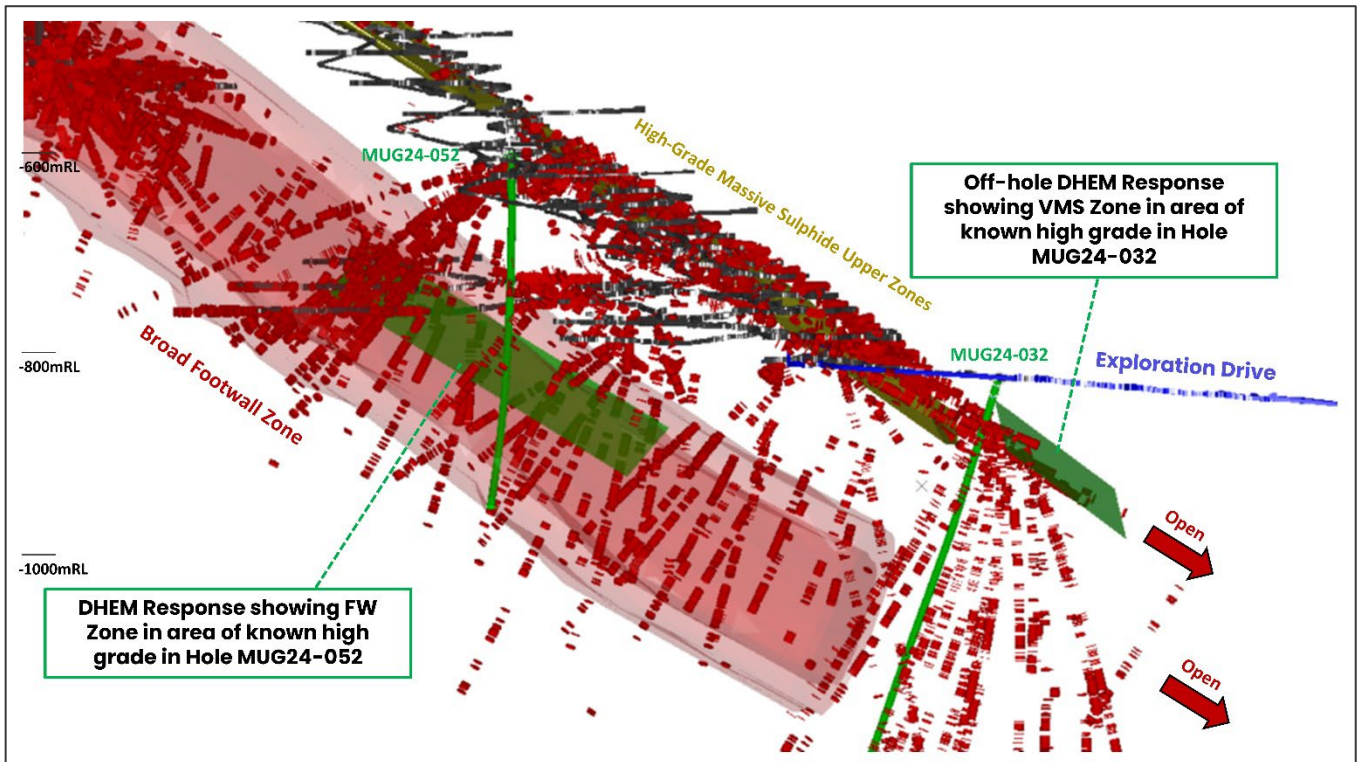 High-Grade Massive Sulphide Upper Zones
MUG24-052
-600mRL
Off-hole DHEM Response
showing VMS Zone in area of
known high grade in Hole
MUG24-032
Broad Footwall Zone
-800mRL
MUG24-032
Exploration Drive
Open
-1000mRL
DHEM Response showing FW
Zone in area of known high
grade in Hole MUG24-052
Open